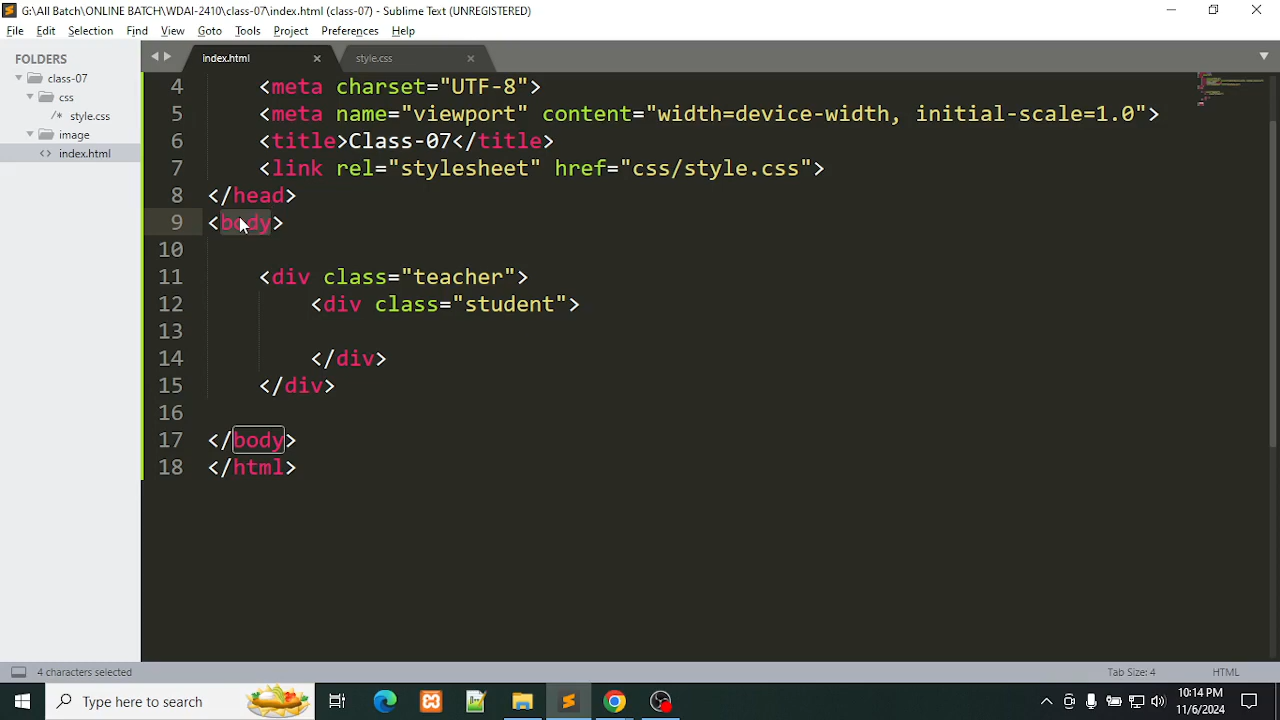 G:\All Batch\ONLINE BATCH\WDAI-2410\class-07\index.html (class-07) - Sublime Text (UNREGISTERED)
File Edit Selection Find View Goto Tools Project Preferences Help
FOLDERS
class-07
css
/* style.css
image
<> index.html
index.html
style.css
4 <meta charset="UTF-8">
5 <meta name="viewport" content="width=device-width, initial-scale=1.0">
6 <title>Class-07</title>
7 <link rel="stylesheet" href="css/style.css">
8 </head>
9 <body>
10
11 <div class="teacher">
12 <div class="student">
13
14 </div>
15 </div>
16
17 </body>
18 </html>
4 characters selected
Tab Size: 4
HTML
Type here to search
10:14 PM
11/6/2024